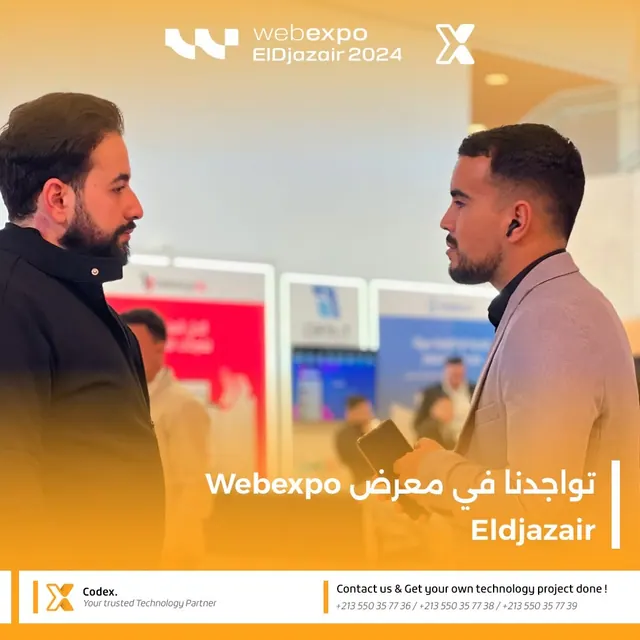 webexpo
ElDjazair 2024
تواجدنا في معرض Webexpo
Eldjazair
Codex.
Your trusted Technology Partner
Contact us & Get your own technology project done !
+213 550 35 77 36 / +213 550 35 77 38 / +213 550 35 77 39